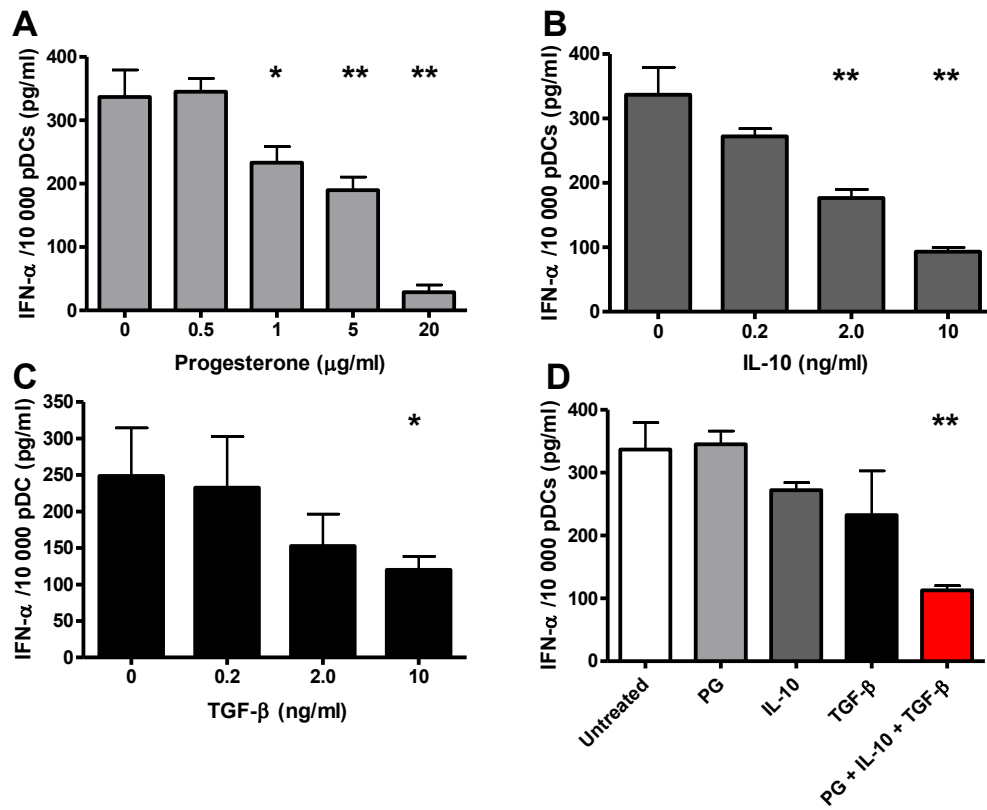 A
IFN-α /10 000 pDCs (pg/ml)
400
300
200
100
0
* ** **
0 0.5 1 5 20
Progesterone (μg/ml)
B
IFN-α /10 000 pDCs (pg/ml)
400
300
200
100
0
** **
0 0.2 2.0 10
IL-10 (ng/ml)
C
IFN-α/10 000 pDC (pg/ml)
400
350
300
250
200
150
100
50
0
*
0 0.2 2.0 10
TGF-β (ng/ml)
D
IFN-α /10 000 pDCs (pg/ml)
400
300
200
100
0
**
Untreated
PG
IL-10
TGF-β
PG + IL-10 + TGF-β